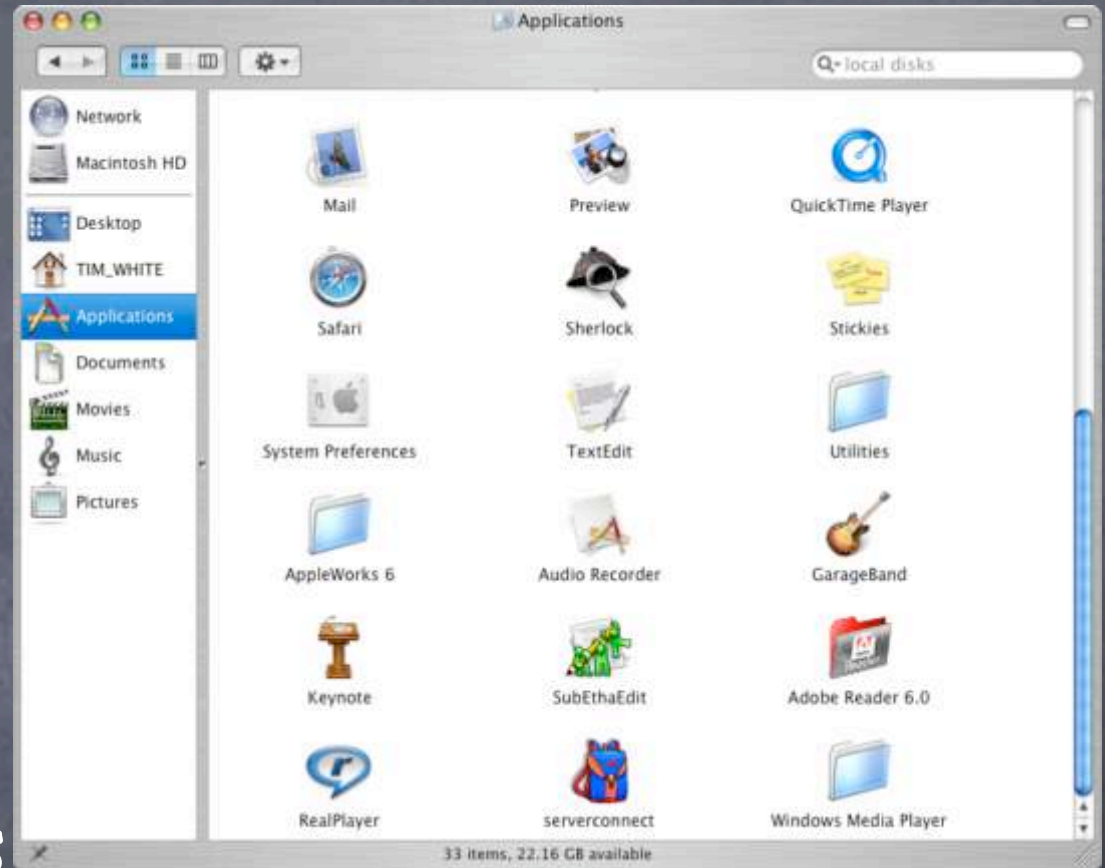 Applications
local disks
Network
Macintosh HD
Desktop
TIM_WHITE
Applications
Documents
Movies
Music
Pictures
Mail Preview QuickTime Player
Safari Sherlock Stickies
System Preferences TextEdit Utilities
AppleWorks 6 Audio Recorder GarageBand
Keynote SubEthaEdit Adobe Reader 6.0
RealPlayer serverconnect Windows Media Player
33 items, 22.16 GB available